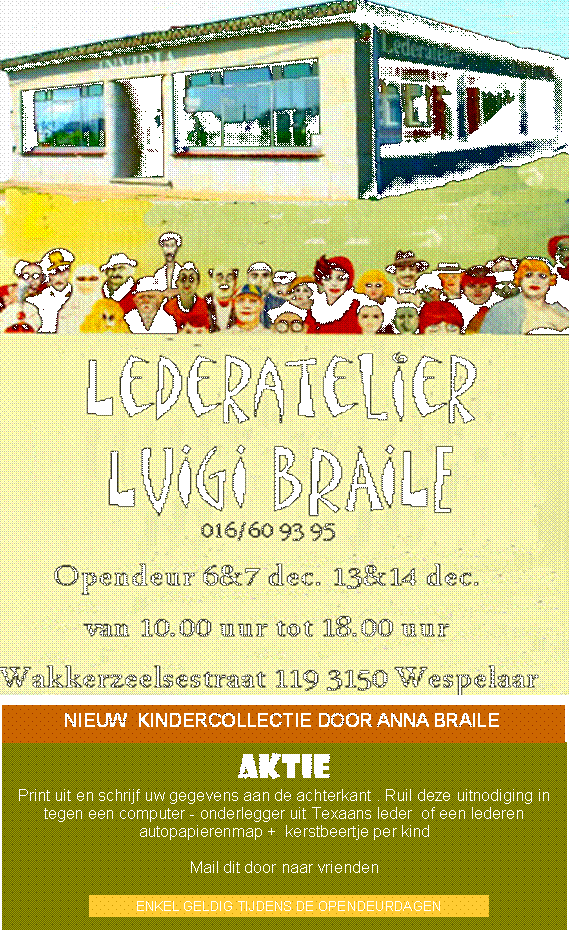 INVIDIA
Lederatelier
LEDERATELIER
LUIGI BRAILE
016/60 93 95
Opendeur 6&7 dec. 13&14 dec.
van 10.00 uur tot 18.00 uur
Wakkerzeelsestraat 119 3150 Wespelaar
NIEUW KINDERCOLLECTIE DOOR ANNA BRAILE
AKTIE
Print uit en schrijf uw gegevens aan de achterkant . Ruil deze uitnodiging in
tegen een computer - onderlegger uit Texaans leder of een lederen
autopapierenmap + kerstbeertje per kind
Mail dit door naar vrienden
ENKEL GELDIG TIJDENS DE OPENDEURDAGEN